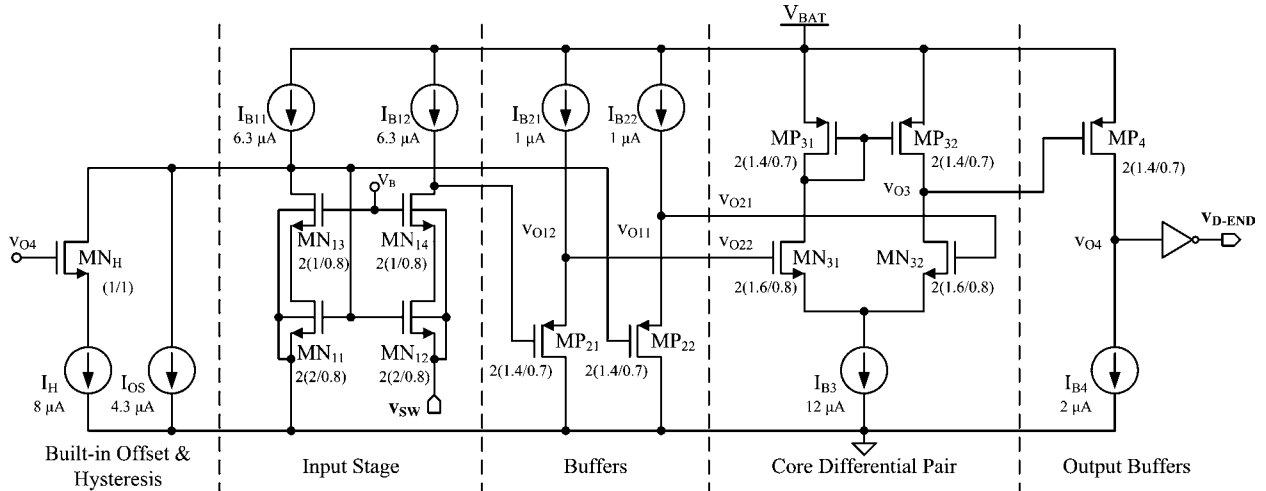 V_BAT
I_B11
6.3 µA
I_B12
6.3 µA
I_B21
1 µA
I_B22
1 µA
MP_31
2(1.4/0.7)
MP_32
2(1.4/0.7)
MP_4
2(1.4/0.7)
V_B
v_O4
MN_H
(1/1)
MN_13
2(1/0.8)
MN_14
2(1/0.8)
v_O12
v_O11
v_O21
v_O22
v_O3
v_O4
v_D-END
MN_31
2(1.6/0.8)
MN_32
2(1.6/0.8)
MN_11
2(2/0.8)
MN_12
2(2/0.8)
MP_21
2(1.4/0.7)
MP_22
2(1.4/0.7)
I_H
8 µA
I_OS
4.3 µA
v_SW
I_B3
12 µA
I_B4
2 µA
Built-in Offset &
Hysteresis
Input Stage
Buffers
Core Differential Pair
Output Buffers